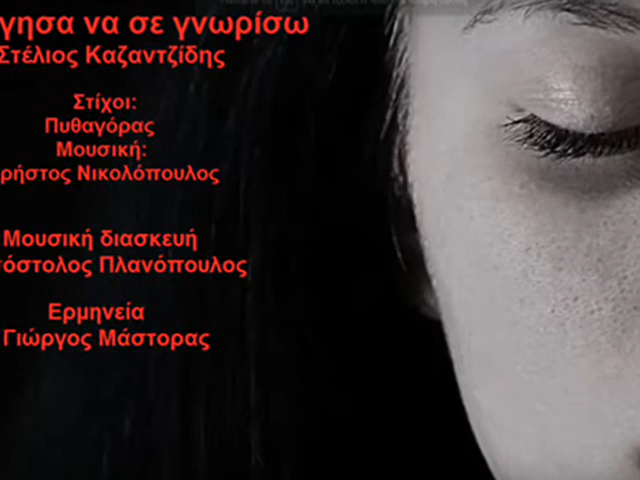 γησα να σε γνωρίσω
Στέλιος Καζαντζίδης
Στίχοι:
Πυθαγόρας
Μουσική:
ρήστος Νικολόπουλος
Μουσική διασκευή
όστολος Πλανόπουλος
Ερμηνεία
Γιώργος Μάστορας